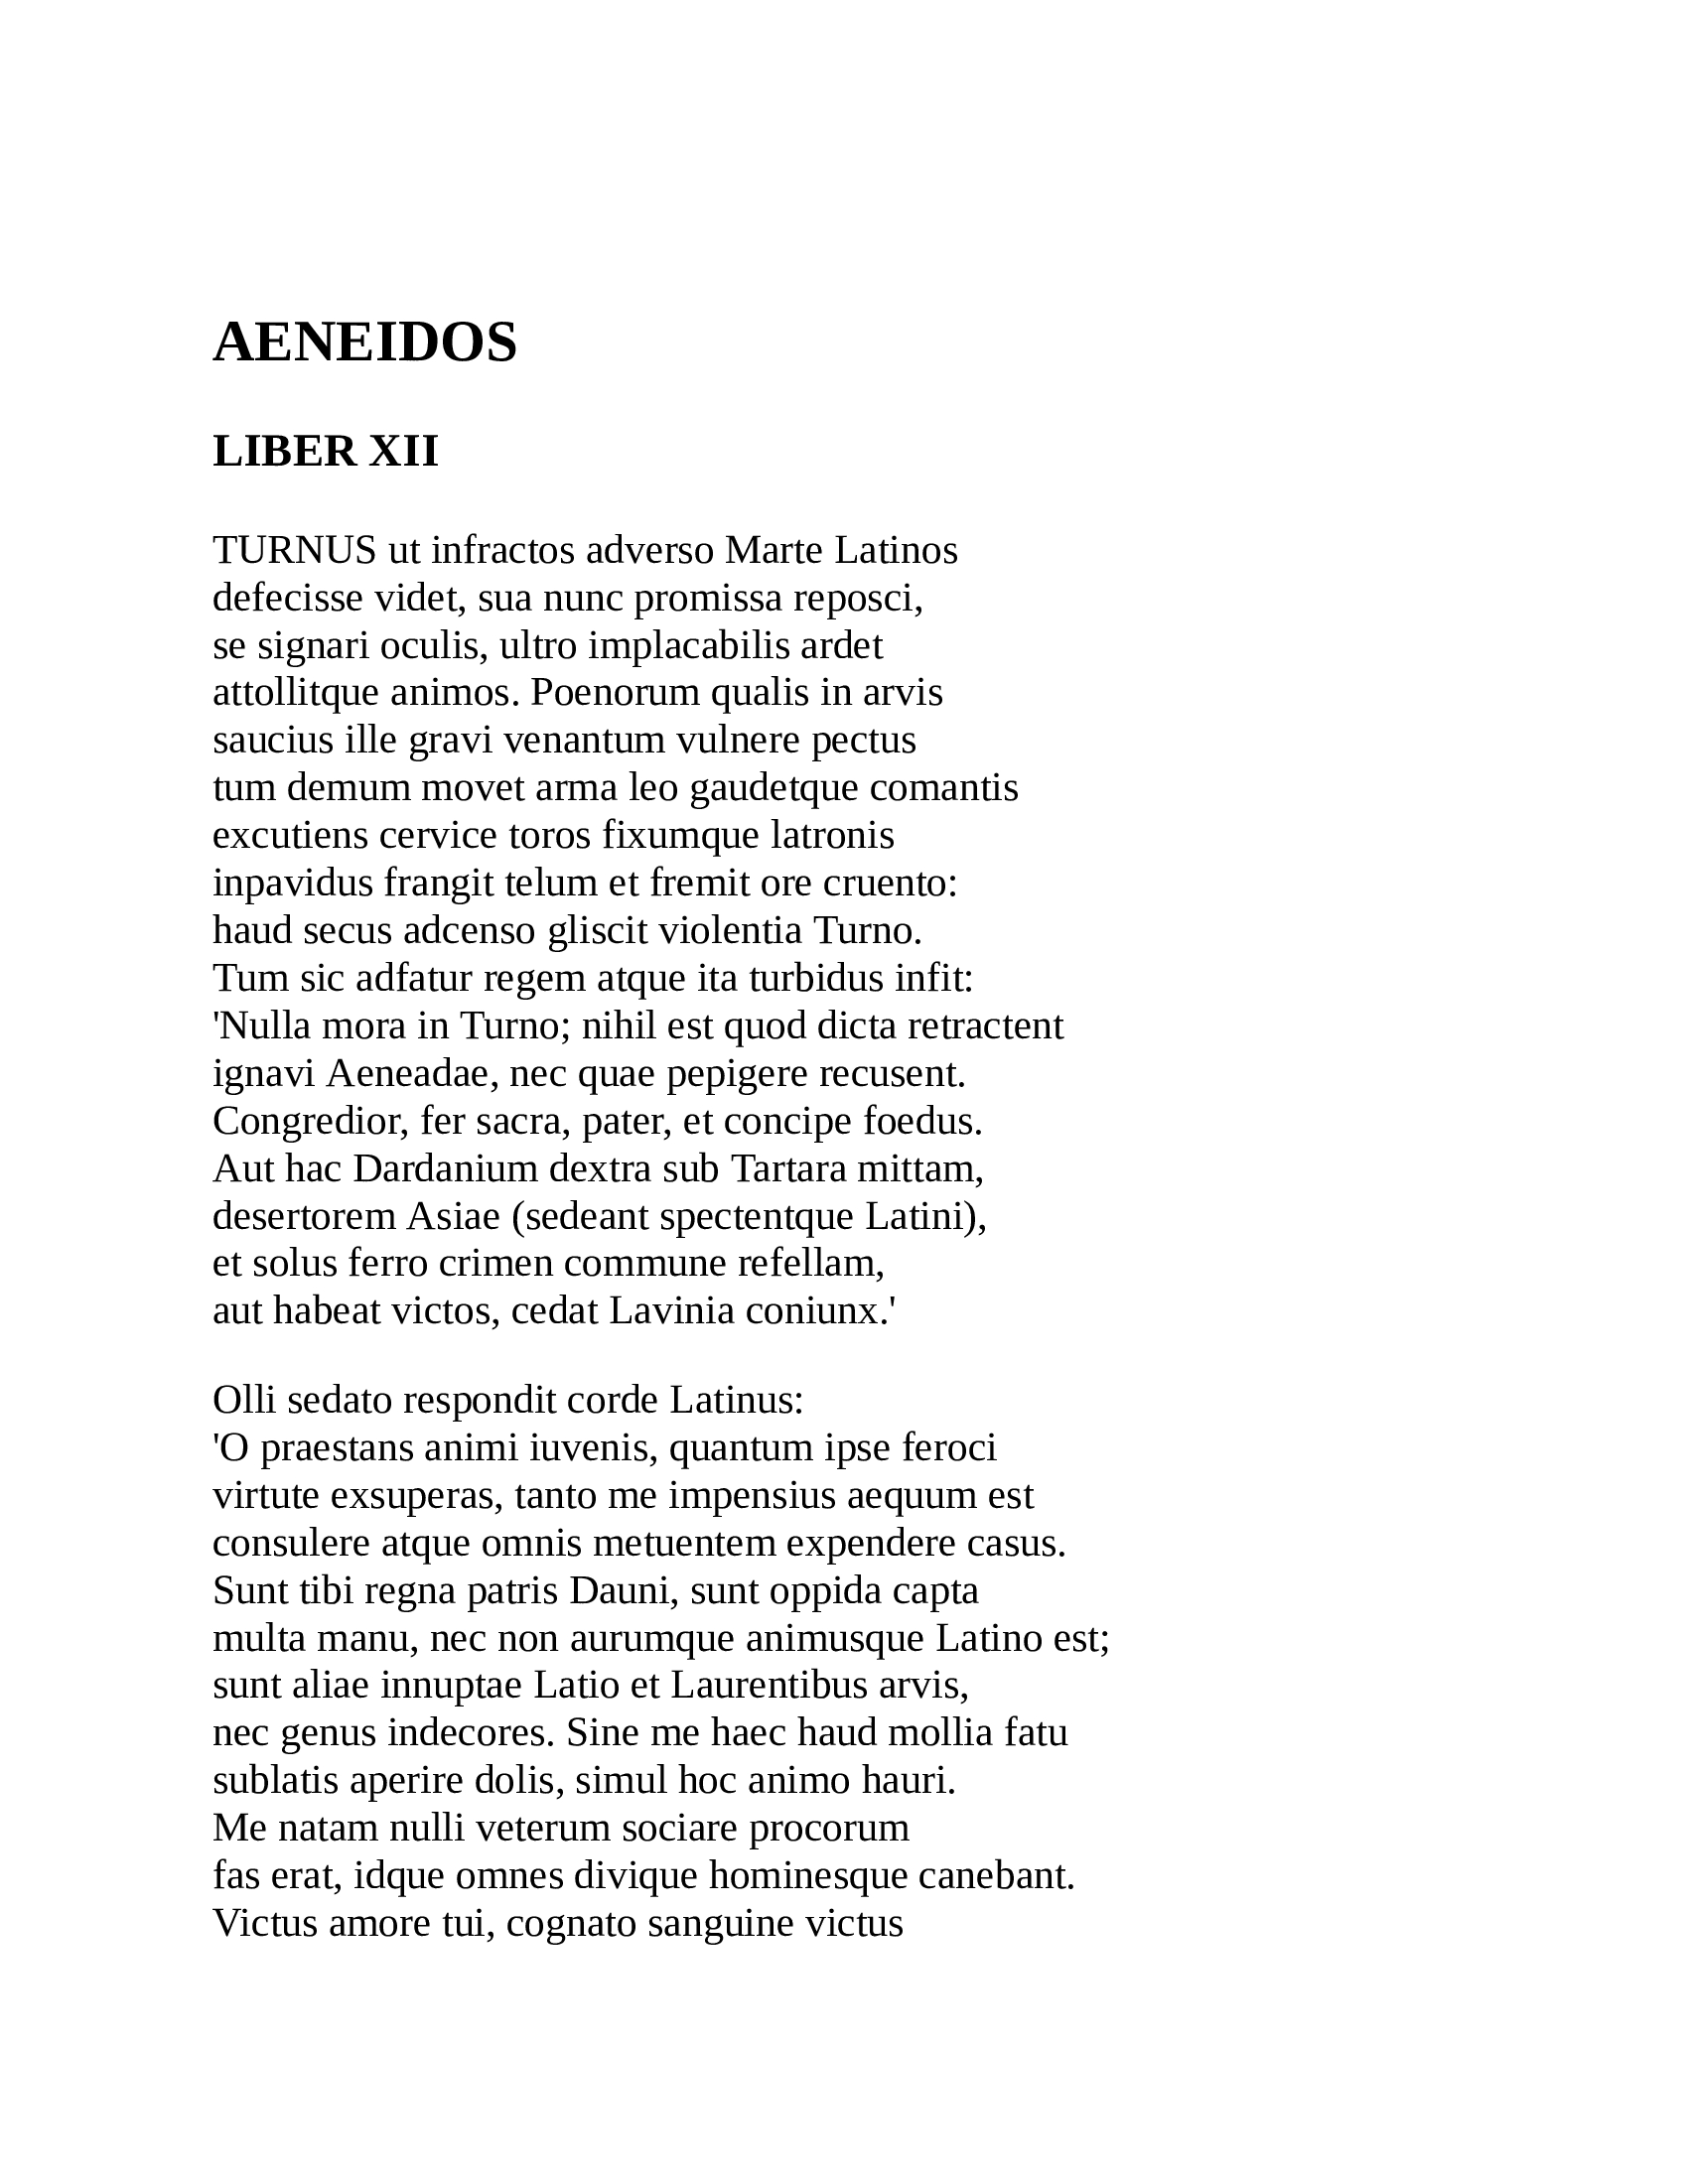 AENEIDOS
LIBER XII
TURNUS ut infractos adverso Marte Latinos
defecisse videt, sua nunc promissa reposci,
se signari oculis, ultro implacabilis ardet
attollitque animos. Poenorum qualis in arvis
saucius ille gravi venantum vulnere pectus
tum demum movet arma leo gaudetque comantis
excutiens cervice toros fixumque latronis
inpavidus frangit telum et fremit ore cruento:
haud secus adcenso gliscit violentia Turno.
Tum sic adfatur regem atque ita turbidus infit:
'Nulla mora in Turno; nihil est quod dicta retractent
ignavi Aeneadae, nec quae pepigere recusent.
Congredior, fer sacra, pater, et concipe foedus.
Aut hac Dardanium dextra sub Tartara mittam,
desertorem Asiae (sedeant spectentque Latini),
et solus ferro crimen commune refellam,
aut habeat victos, cedat Lavinia coniunx.'
Olli sedato respondit corde Latinus:
'O praestans animi iuvenis, quantum ipse feroci
virtute exsuperas, tanto me impensius aequum est
consulere atque omnis metuentem expendere casus.
Sunt tibi regna patris Dauni, sunt oppida capta
multa manu, nec non aurumque animusque Latino est;
sunt aliae innuptae Latio et Laurentibus arvis,
nec genus indecores. Sine me haec haud mollia fatu
sublatis aperire dolis, simul hoc animo hauri.
Me natam nulli veterum sociare procorum
fas erat, idque omnes divique hominesque canebant.
Victus amore tui, cognato sanguine victus